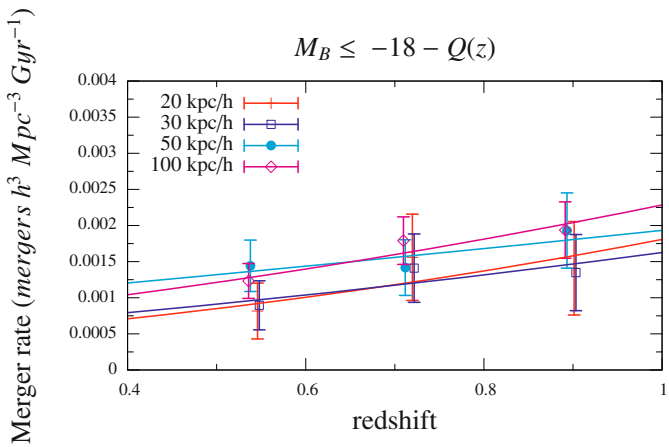 M_B ≤ −18 − Q(z)
Merger rate (mergers h³ Mpc⁻³ Gyr⁻¹)
0.004
0.0035
0.003
0.0025
0.002
0.0015
0.001
0.0005
0
20 kpc/h
30 kpc/h
50 kpc/h
100 kpc/h
0.4 0.6 0.8 1
redshift